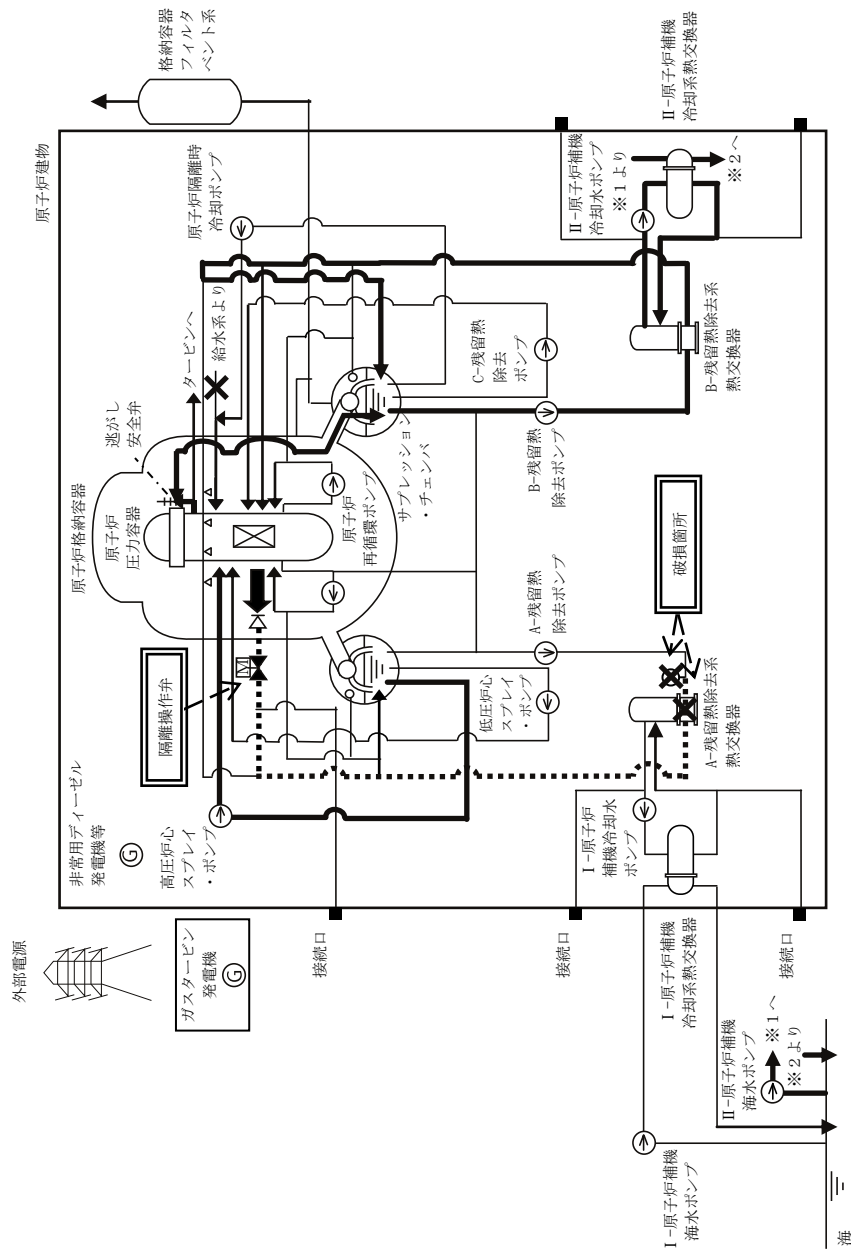 外部電源
非常用ディーゼル
発電機等
G
ガスタービン
発電機
G
原子炉建物
原子炉格納容器
原子炉
圧力容器
逃がし
安全弁
タービンへ
給水系より
原子炉隔離時
冷却ポンプ
格納容器
フィルタ
ベント系
隔離操作弁
M
高圧炉心
スプレイ
・ポンプ
低圧炉心
スプレイ
・ポンプ
原子炉
再循環ポンプ
サプレッション
・チェンバ
C-残留熱
除去
ポンプ
A-残留熱
除去ポンプ
B-残留熱
除去ポンプ
破損箇所
A-残留熱除去系
熱交換器
B-残留熱除去系
熱交換器
Ⅰ-原子炉
補機冷却水
ポンプ
Ⅰ-原子炉補機
冷却系熱交換器
Ⅱ-原子炉補機
冷却水ポンプ
※1より
※2へ
Ⅱ-原子炉補機
冷却系熱交換器
接続口
接続口
接続口
Ⅱ-原子炉補機
海水ポンプ
※1へ
※2より
Ⅰ-原子炉補機
海水ポンプ
海